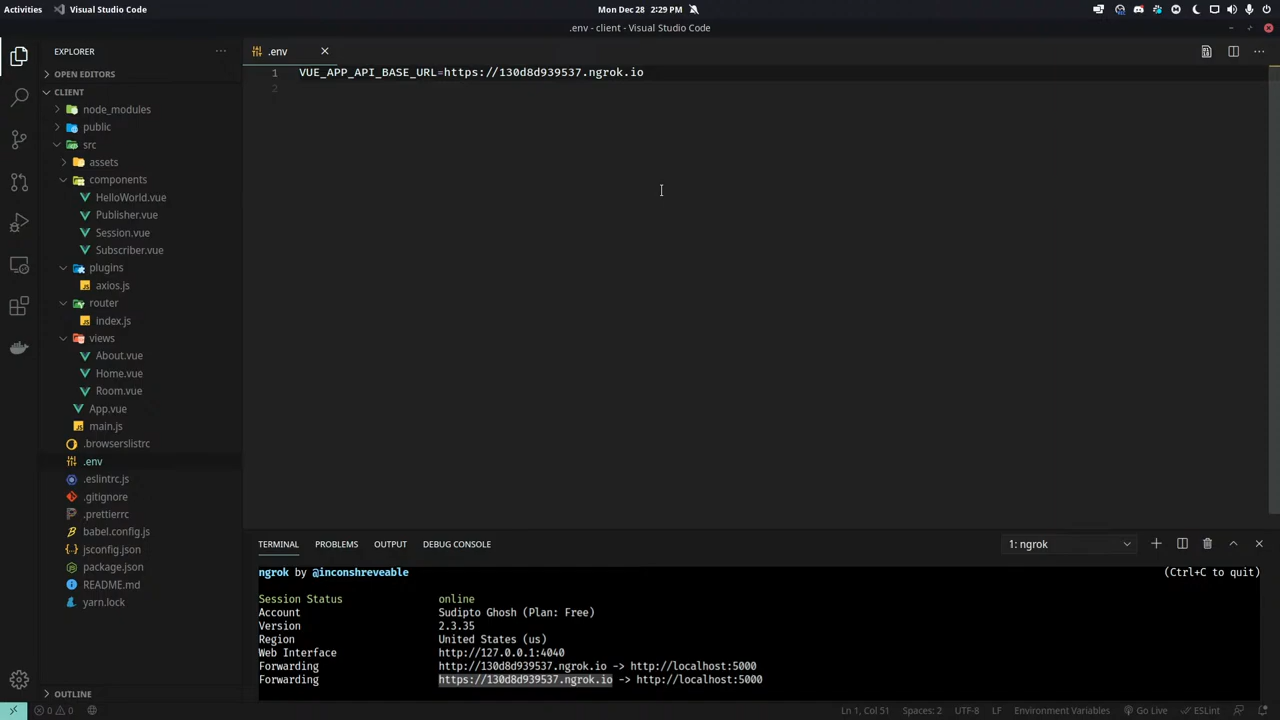 Activities
Visual Studio Code
Mon Dec 28 2:29 PM
.env - client - Visual Studio Code
EXPLORER
OPEN EDITORS
CLIENT
node_modules
public
src
assets
components
HelloWorld.vue
Publisher.vue
Session.vue
Subscriber.vue
plugins
axios.js
router
index.js
views
About.vue
Home.vue
Room.vue
App.vue
main.js
.browserslistrc
.env
.eslintrc.js
.gitignore
.prettierrc
babel.config.js
jsconfig.json
package.json
README.md
yarn.lock
OUTLINE
.env
1 VUE_APP_API_BASE_URL=https://130d8d939537.ngrok.io
2
TERMINAL PROBLEMS OUTPUT DEBUG CONSOLE 1: ngrok
ngrok by @inconshreveable (Ctrl+C to quit)
Session Status online
Account Sudipto Ghosh (Plan: Free)
Version 2.3.35
Region United States (us)
Web Interface http://127.0.0.1:4040
Forwarding http://130d8d939537.ngrok.io -> http://localhost:5000
Forwarding https://130d8d939537.ngrok.io -> http://localhost:5000
0 0 Ln 1, Col 51 Spaces: 2 UTF-8 LF Environment Variables Go Live ESLint